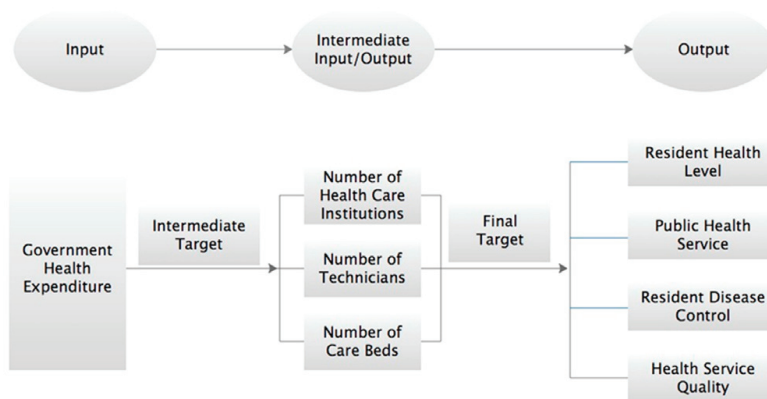 Input
Intermediate
Input/Output
Output
Government
Health
Expenditure
Intermediate
Target
Number of
Health Care
Institutions
Number of
Technicians
Number of
Care Beds
Final
Target
Resident Health
Level
Public Health
Service
Resident Disease
Control
Health Service
Quality